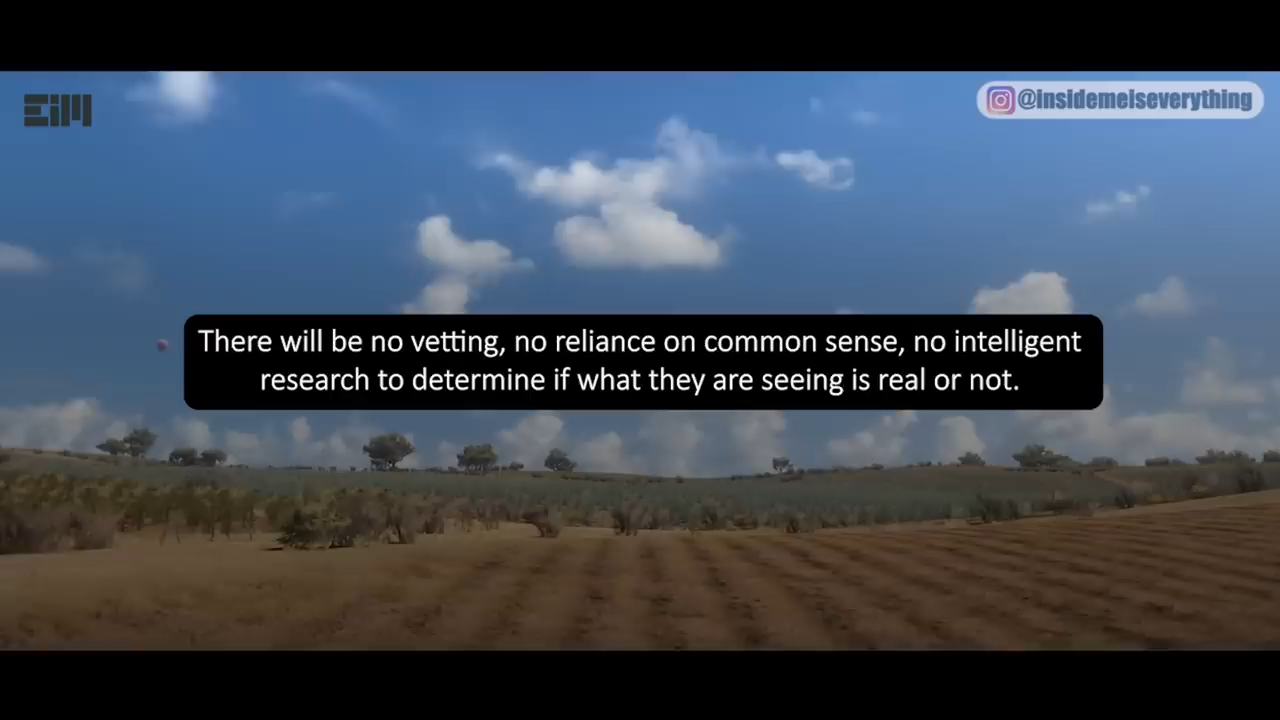 EiM
@insidemeiseverything
There will be no vetting, no reliance on common sense, no intelligent
research to determine if what they are seeing is real or not.